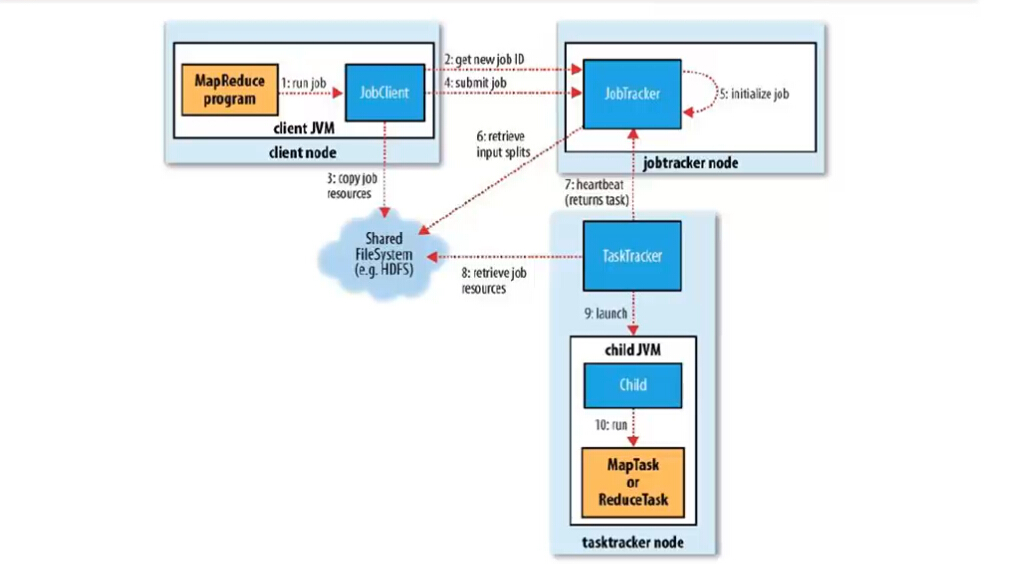 MapReduce
program
1: run job
JobClient
client JVM
client node
2: get new job ID
4: submit job
JobTracker
5: initialize job
jobtracker node
3: copy job
resources
6: retrieve
input splits
7: heartbeat
(returns task)
Shared
FileSystem
(e.g. HDFS)
8: retrieve job
resources
TaskTracker
9: launch
child JVM
Child
10: run
MapTask
or
ReduceTask
tasktracker node